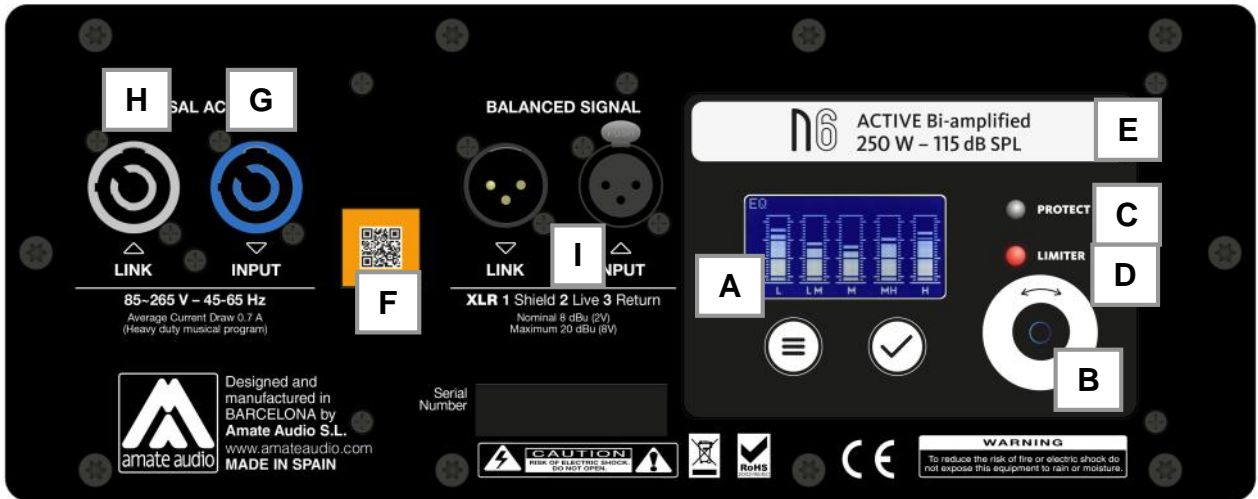 H
G
SAL AC
BALANCED SIGNAL
n6
ACTIVE Bi-amplified
250 W – 115 dB SPL
E
EQ
L
LM
M
MH
H
PROTECT
C
LIMITER
D
A
B
LINK
INPUT
F
LINK
I
NPUT
85~265 V – 45-65 Hz
Average Current Draw 0.7 A
(Heavy duty musical program)
XLR 1 Shield 2 Live 3 Return
Nominal 8 dBu (2V)
Maximum 20 dBu (8V)
amate audio
Designed and
manufactured in
BARCELONA by
Amate Audio S.L.
www.amateaudio.com
MADE IN SPAIN
Serial
Number
CAUTION
RISK OF ELECTRIC SHOCK.
DO NOT OPEN.
RoHS
CE
WARNING
To reduce the risk of fire or electric shock do
not expose this equipment to rain or moisture.